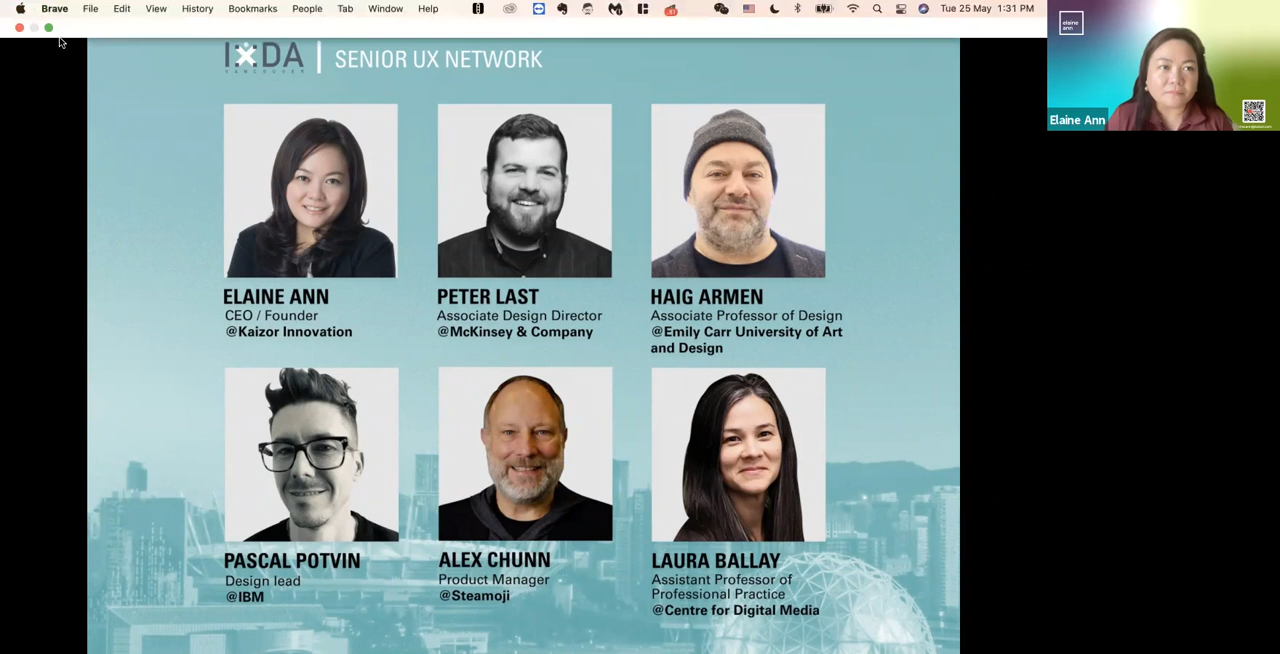 Brave File Edit View History Bookmarks People Tab Window Help Tue 25 May 1:31 PM
elaine
ann
Elaine Ann
IXDA | SENIOR UX NETWORK
VANCOUVER
ELAINE ANN
CEO / Founder
@Kaizor Innovation
PETER LAST
Associate Design Director
@McKinsey & Company
HAIG ARMEN
Associate Professor of Design
@Emily Carr University of Art
and Design
PASCAL POTVIN
Design lead
@IBM
ALEX CHUNN
Product Manager
@Steamoji
LAURA BALLAY
Assistant Professor of
Professional Practice
@Centre for Digital Media